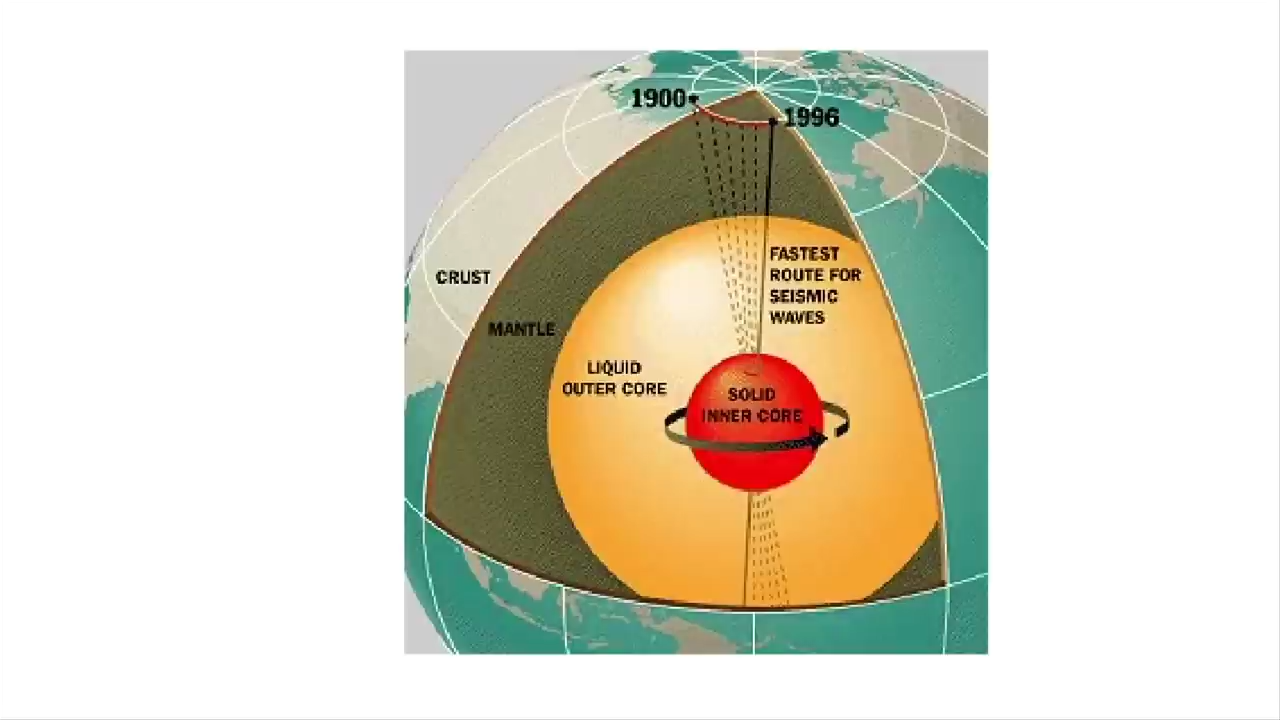 1900
1996
FASTEST
ROUTE FOR
SEISMIC
WAVES
CRUST
MANTLE
LIQUID
OUTER CORE
SOLID
INNER CORE